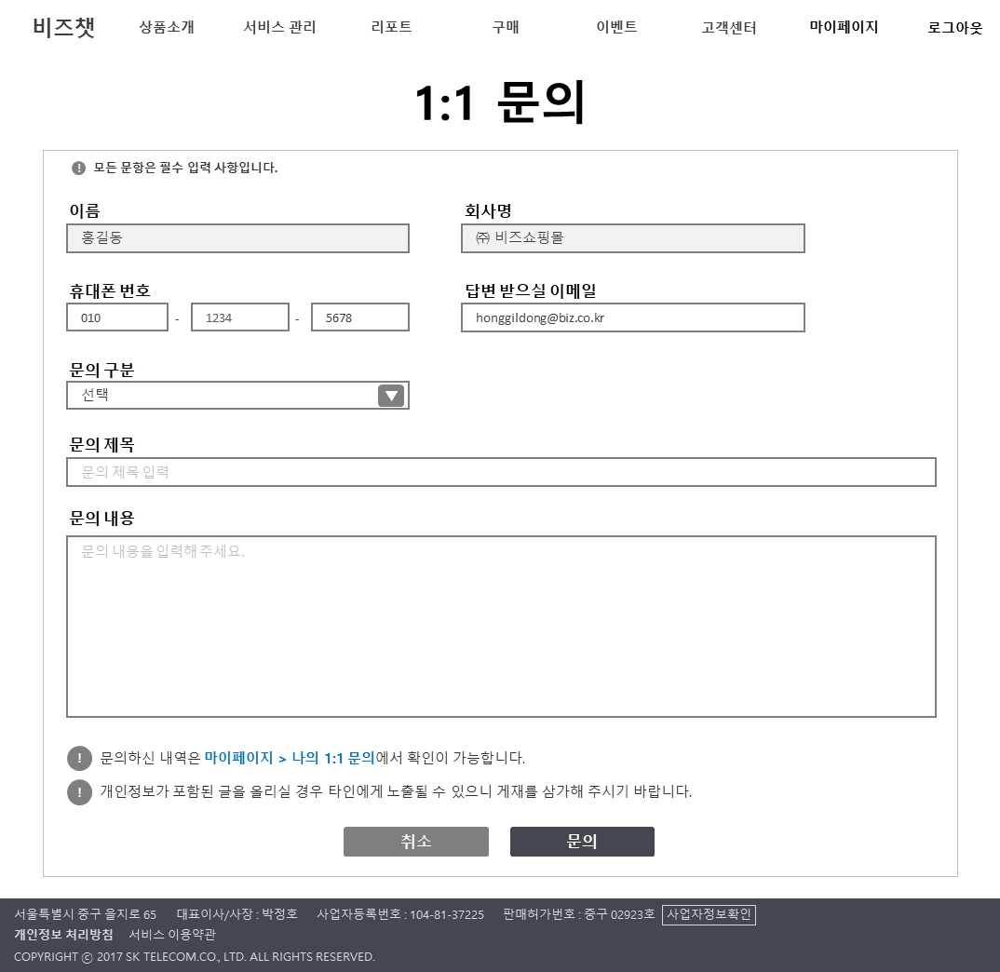 비즈챗 상품소개 서비스 관리 리포트 구매 이벤트 고객센터 마이페이지 로그아웃
1:1 문의
! 모든 문항은 필수 입력 사항입니다.
이름 회사명
홍길동 ㈜ 비즈쇼핑몰
휴대폰 번호 답변 받으실 이메일
010 - 1234 - 5678 honggildong@biz.co.kr
문의 구분
선택 ▼
문의 제목
문의 제목 입력
문의 내용
문의 내용을 입력해 주세요.
! 문의하신 내역은 마이페이지 > 나의 1:1 문의에서 확인이 가능합니다.
! 개인정보가 포함된 글을 올리실 경우 타인에게 노출될 수 있으니 게재를 삼가해 주시기 바랍니다.
취소 문의
서울특별시 중구 을지로 65 대표이사/사장 : 박정호 사업자등록번호 : 104-81-37225 판매허가번호 : 중구 02923호 사업자정보확인
개인정보 처리방침 서비스 이용약관
COPYRIGHT ⓒ 2017 SK TELECOM.CO., LTD. ALL RIGHTS RESERVED.